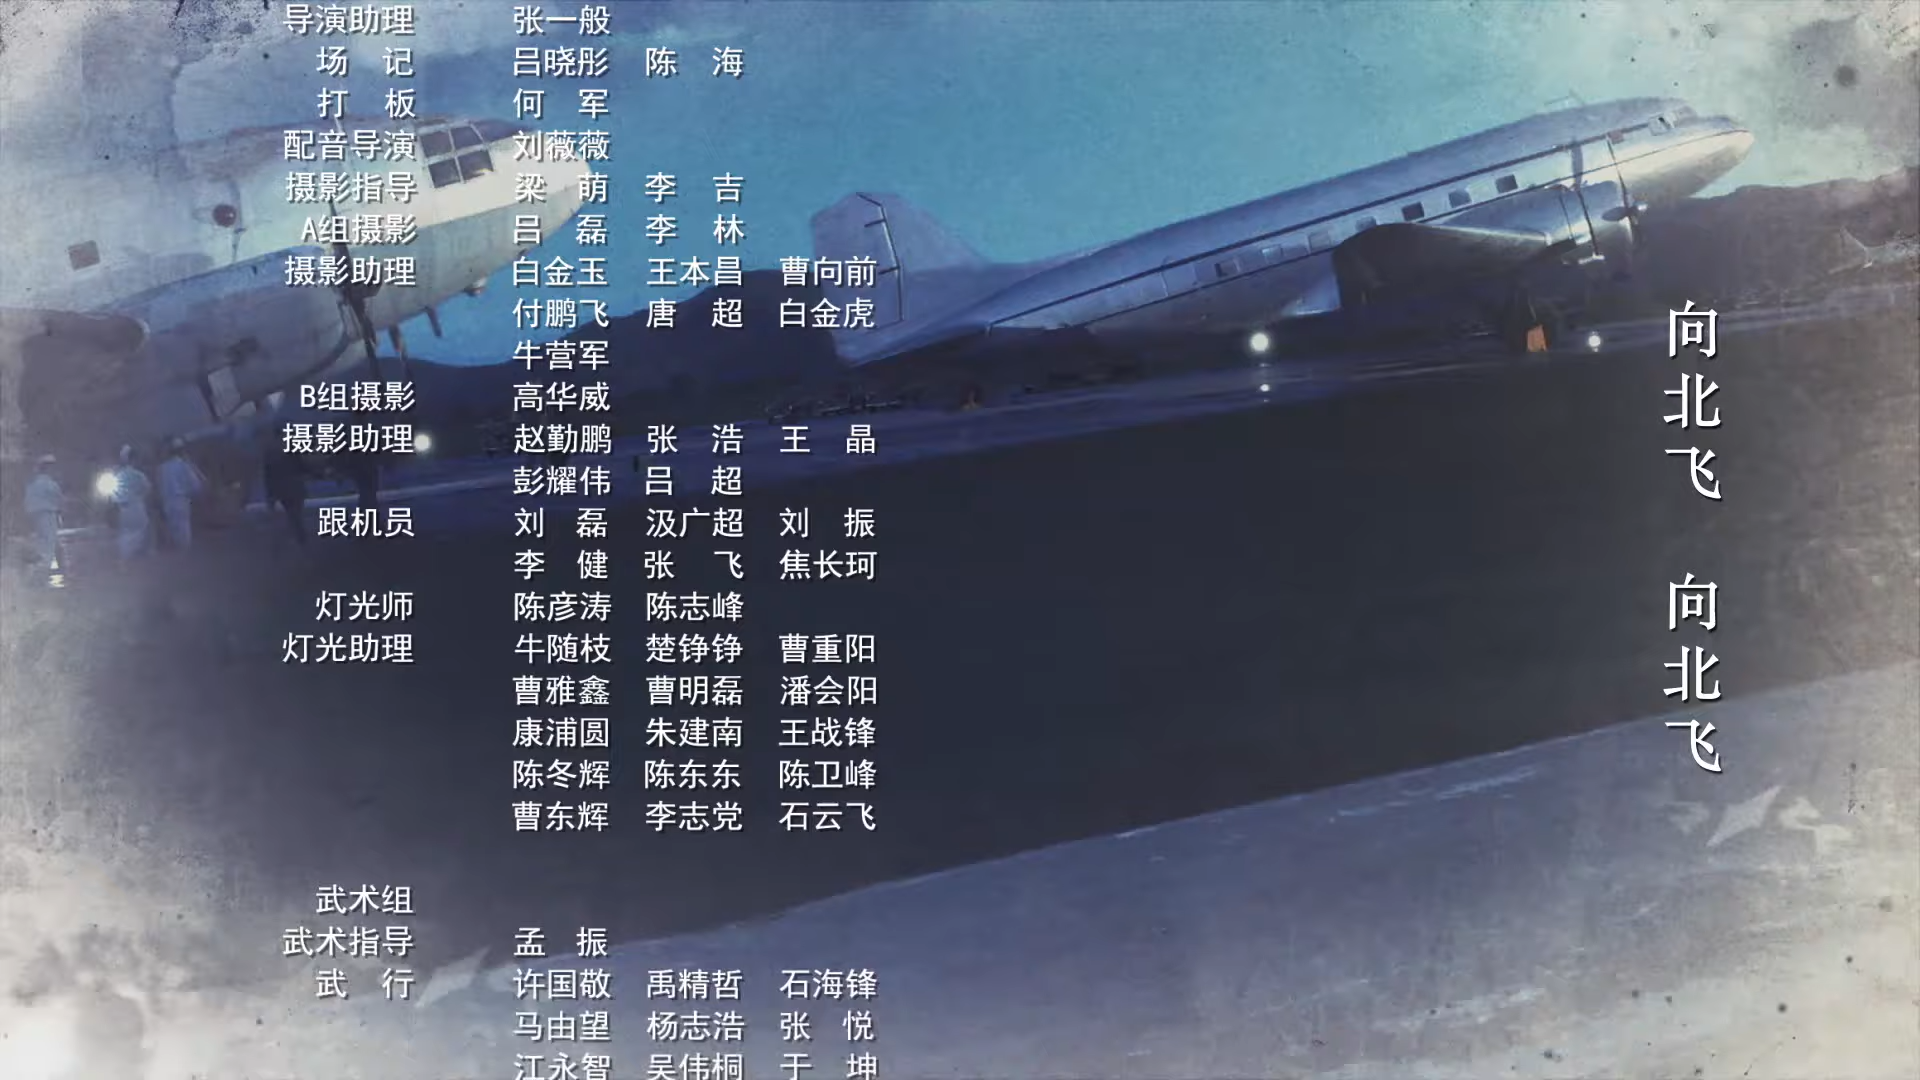 导演助理 张一般
场 记 吕晓彤 陈 海
打 板 何 军
配音导演 刘薇薇
摄影指导 梁 萌 李 吉
A组摄影 吕 磊 李 林
摄影助理 白金玉 王本昌 曹向前
付鹏飞 唐 超 白金虎
牛营军
B组摄影 高华威
摄影助理 赵勤鹏 张 浩 王 晶
彭耀伟 吕 超
跟机员 刘 磊 汲广超 刘 振
李 健 张 飞 焦长珂
灯光师 陈彦涛 陈志峰
灯光助理 牛随枝 楚铮铮 曹重阳
曹雅鑫 曹明磊 潘会阳
康浦圆 朱建南 王战锋
陈冬辉 陈东东 陈卫峰
曹东辉 李志党 石云飞
武术组
武术指导 孟 振
武 行 许国敬 禹精哲 石海锋
马由望 杨志浩 张 悦
江永智 吴伟桐 于 坤
向北飞 向北飞